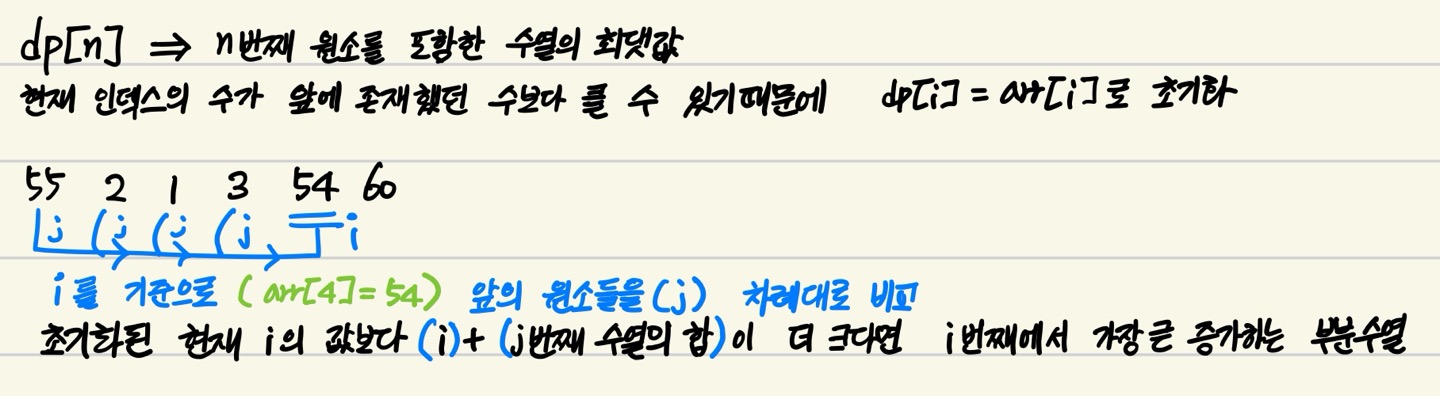 dp[n] ⇒ n번째 원소를 포함한 수열의 최댓값
현재 인덱스의 수가 앞에 존재했던 수보다 클 수 있기때문에 dp[i] = arr[i]로 초기화
55 2 1 3 54 60
j j j j i
i를 기준으로 (arr[4]=54) 앞의 원소들을(j) 차례대로 비교
초기화된 현재 i의 값보다 (i)+(j번째 수열의 합)이 더 크다면 i번째에서 가장 큰 증가하는 부분수열